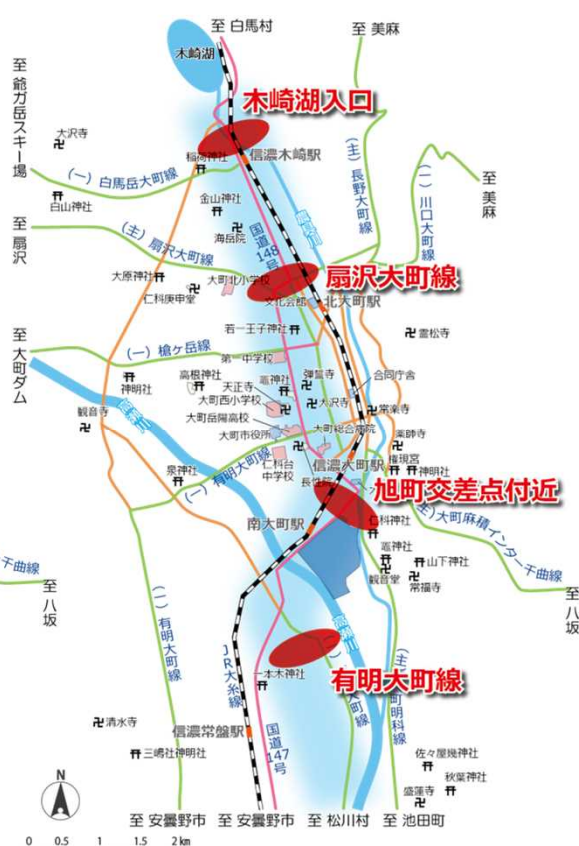 至 白馬村
至 美麻
木崎湖
至 爺ガ岳スキー場
木崎湖入口
大沢寺
稲荷神社
信濃木崎駅
(一)白馬岳大町線
(主)長野大町線
(一)川口大町線
至 美麻
白山神社
金山神社
海岳院
国道148号
至 扇沢
(主)扇沢大町線
大原神社
仁科庚申堂
大町北小学校
扇沢大町線
文化会館
北大町駅
若一王子神社
霊松寺
至 大町ダム
(一)槍ヶ岳線
第一中学校
神明社
高根神社
竈神社
弾誓寺
合同庁舎
天正寺
大町西小学校
大沢寺
常楽寺
観音寺
高瀬川
大町岳陽高校
大町市役所
大町総合病院
薬師寺
泉神社
(一)有明大町線
仁科台
中学校
信濃大町駅
権現宮
神明社
長性院
旭町交差点付近
南大町駅
仁科神社
(主)大町麻績インター千曲線
竈神社
山下神社
観音堂
常福寺
千曲線
至 八坂
至 八坂
(一)有明大町線
高瀬川
JR大糸線
一本木神社
有明大町線
清水寺
信濃常盤駅
国道147号
三嶋社神明社
佐々屋幾神社
秋葉神社
盛蓮寺
N
至 安曇野市
至 安曇野市
至 松川村
至 池田町
0 0.5 1 1.5 2km